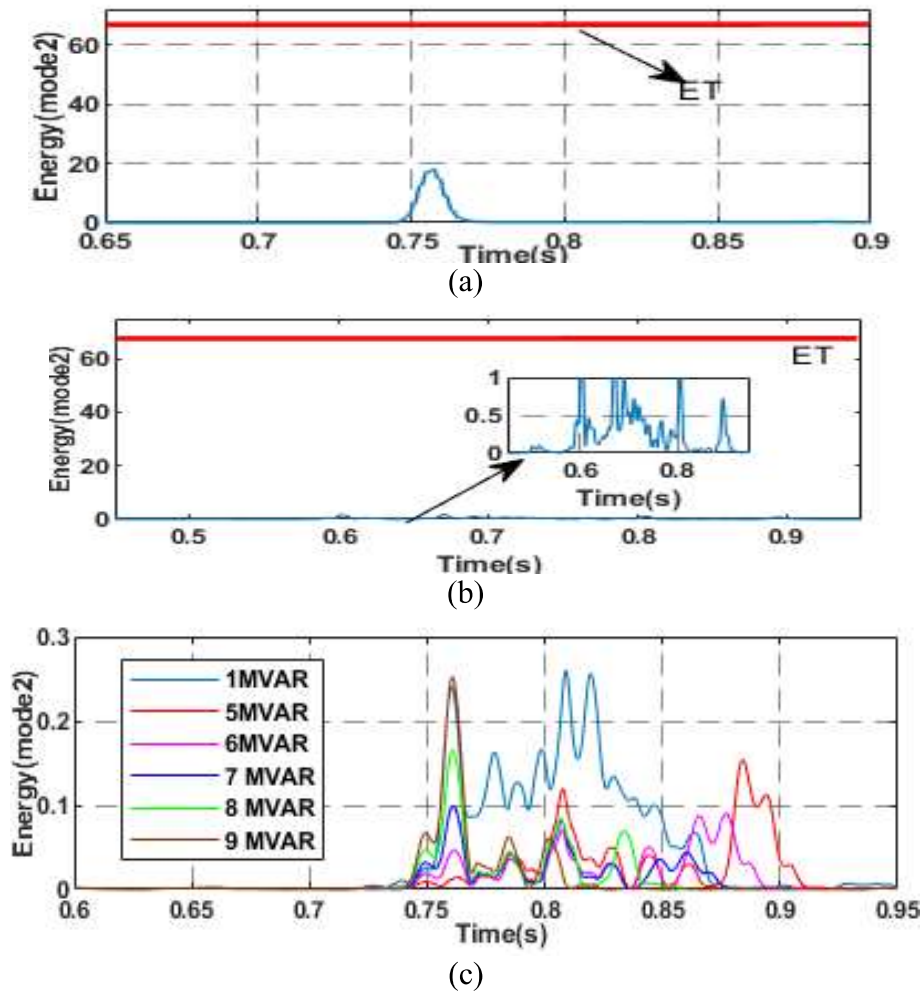 Energy(mode2)
60
40
20
0
ET
0.65 0.7 0.75 0.8 0.85 0.9
Time(s)
(a)
Energy(mode2)
60
40
20
0
ET
1
0.5
0
0.6 0.8
Time(s)
0.5 0.6 0.7 0.8 0.9
Time(s)
(b)
Energy(mode2)
0.3
0.2
0.1
0
1MVAR
5MVAR
6MVAR
7 MVAR
8 MVAR
9 MVAR
0.6 0.65 0.7 0.75 0.8 0.85 0.9 0.95
Time(s)
(c)